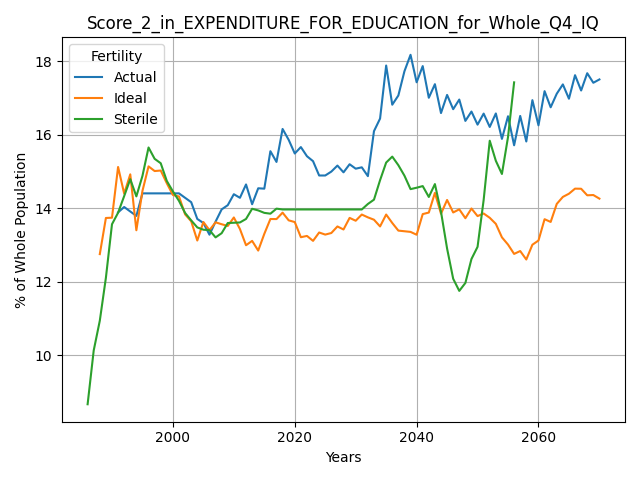 Score_2_in_EXPENDITURE_FOR_EDUCATION_for_Whole_Q4_IQ
Fertility
Actual
Ideal
Sterile
% of Whole Population
18
16
14
12
10
2000 2020 2040 2060
Years